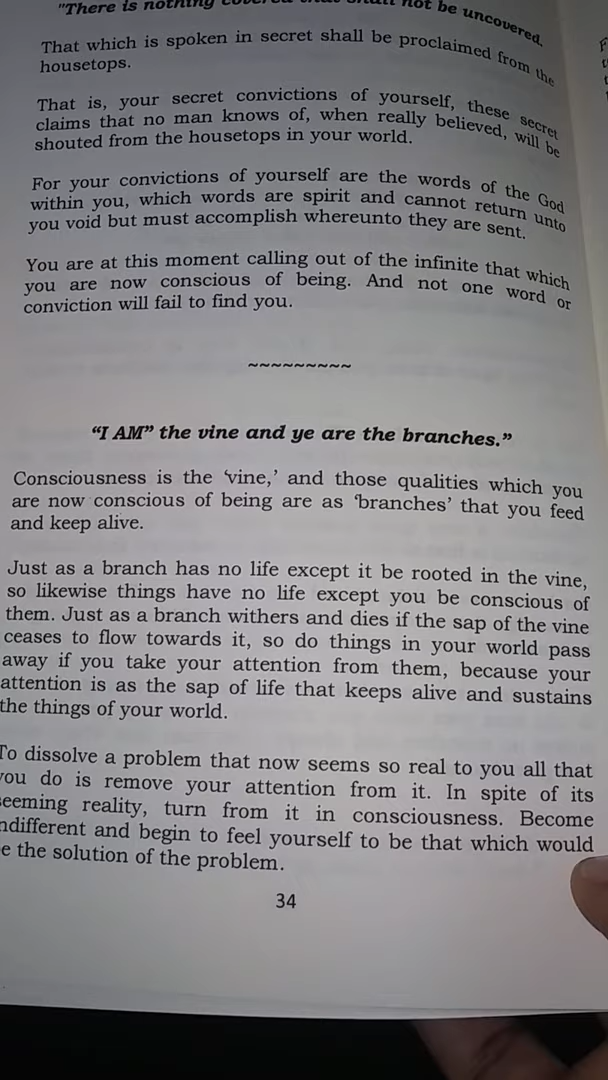 "There is nothing covered that shall not be uncovered.
That which is spoken in secret shall be proclaimed from the
housetops.
That is, your secret convictions of yourself, these secret
claims that no man knows of, when really believed, will be
shouted from the housetops in your world.
For your convictions of yourself are the words of the God
within you, which words are spirit and cannot return unto
you void but must accomplish whereunto they are sent.
You are at this moment calling out of the infinite that which
you are now conscious of being. And not one word or
conviction will fail to find you.
~~~~~~~~~
“I AM” the vine and ye are the branches.”
Consciousness is the ‘vine,’ and those qualities which you
are now conscious of being are as ‘branches’ that you feed
and keep alive.
Just as a branch has no life except it be rooted in the vine,
so likewise things have no life except you be conscious of
them. Just as a branch withers and dies if the sap of the vine
ceases to flow towards it, so do things in your world pass
away if you take your attention from them, because your
attention is as the sap of life that keeps alive and sustains
the things of your world.
To dissolve a problem that now seems so real to you all that
you do is remove your attention from it. In spite of its
seeming reality, turn from it in consciousness. Become
indifferent and begin to feel yourself to be that which would
be the solution of the problem.
34